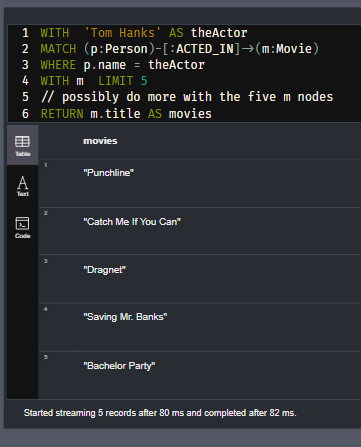 1 WITH 'Tom Hanks' AS theActor
2 MATCH (p:Person)-[:ACTED_IN]->(m:Movie)
3 WHERE p.name = theActor
4 WITH m LIMIT 5
5 // possibly do more with the five m nodes
6 RETURN m.title AS movies
Table
movies
1
"Punchline"
A
Text
2
"Catch Me If You Can"
Code
3
"Dragnet"
4
"Saving Mr. Banks"
5
"Bachelor Party"
Started streaming 5 records after 80 ms and completed after 82 ms.